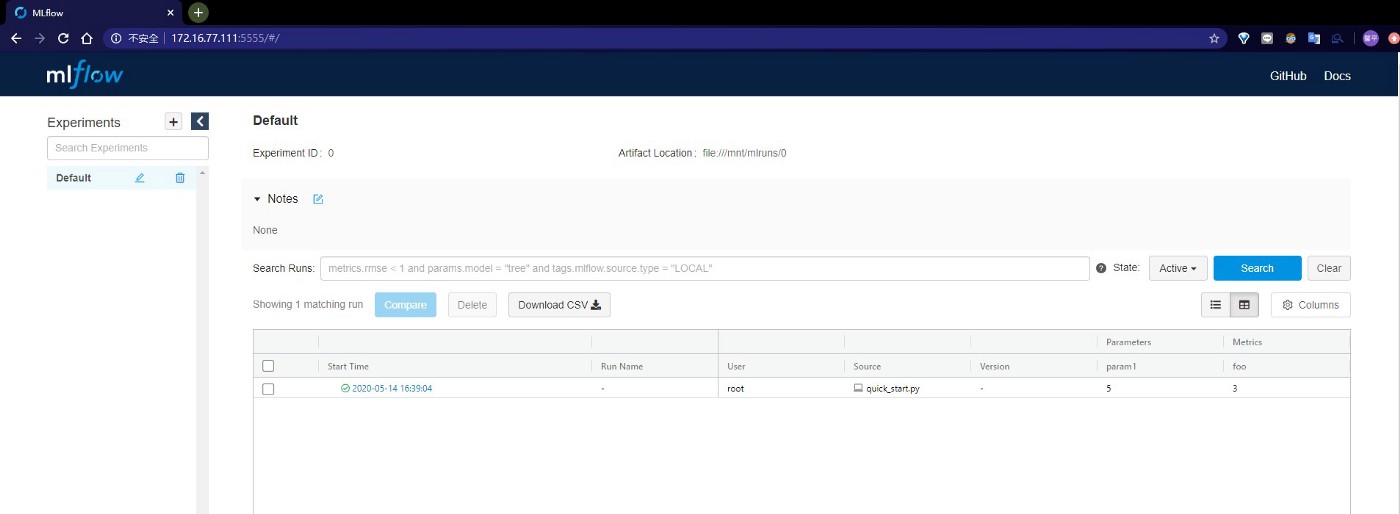 MLflow
不安全 172.16.77.111:5555/#/
mlflow
GitHub Docs
Experiments
Search Experiments
Default
Default
Experiment ID: 0 Artifact Location: file:///mnt/mlruns/0
Notes
None
Search Runs: metrics.rmse < 1 and params.model = "tree" and tags.mlflow.source.type = "LOCAL" State: Active Search Clear
Showing 1 matching run Compare Delete Download CSV Columns
Parameters Metrics
Start Time Run Name User Source Version param1 foo
2020-05-14 16:39:04 - root quick_start.py - 5 3